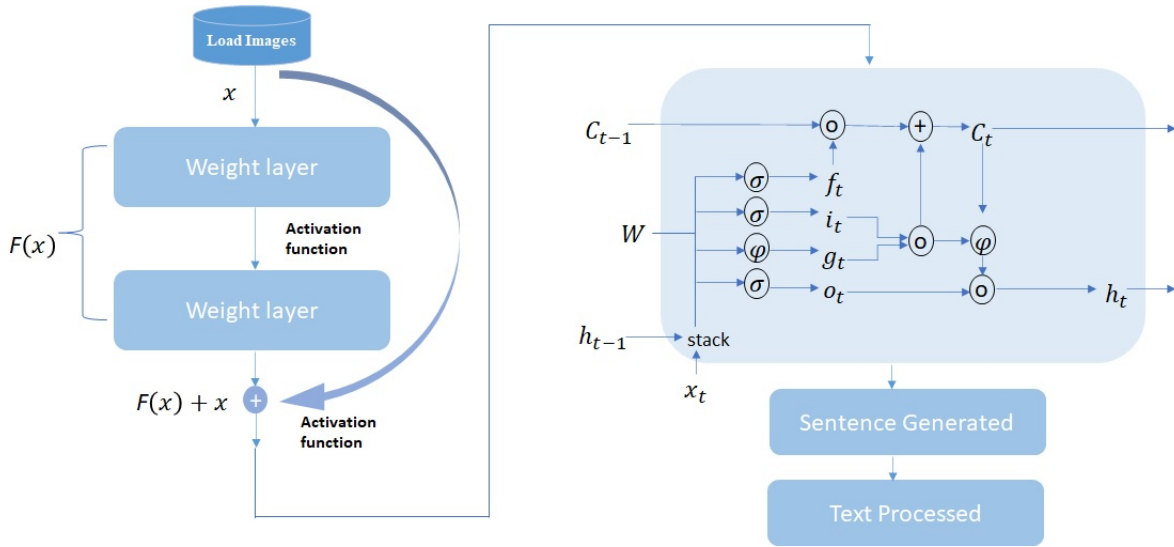 Load Images
x
Weight layer
Activation
function
F(x)
Weight layer
F(x) + x
+
Activation
function
C_{t-1}
o
+
C_t
σ
f_t
σ
i_t
W
φ
g_t
o
φ
σ
o_t
o
h_t
h_{t-1}
stack
x_t
Sentence Generated
Text Processed